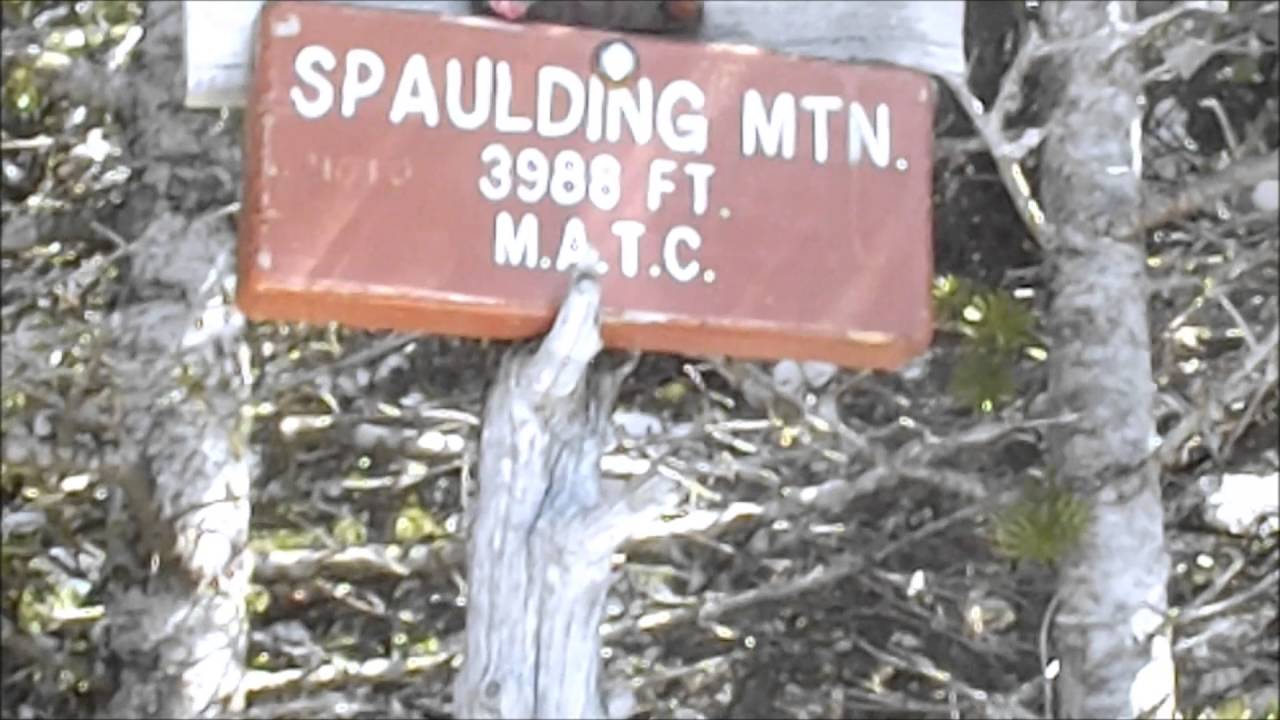 SPAULDING MTN.
3988 FT.
M.A.T.C.